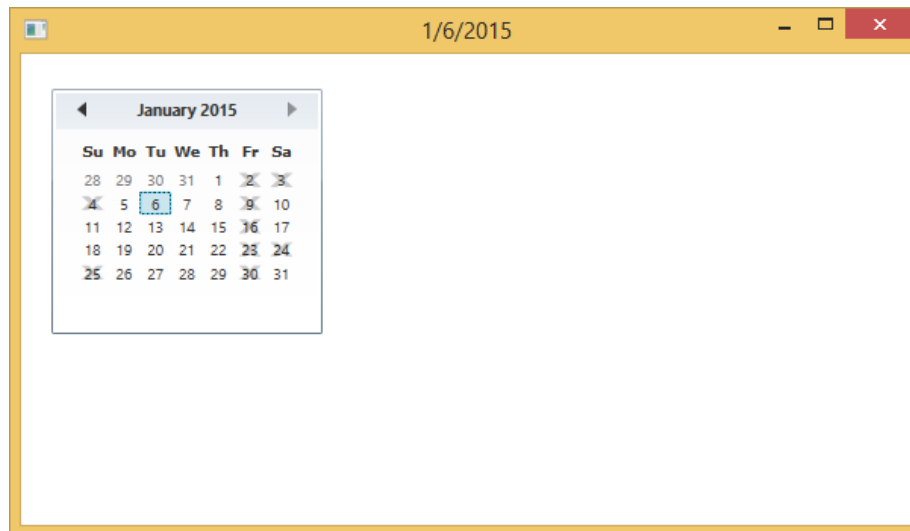 1/6/2015
January 2015
Su Mo Tu We Th Fr Sa
28 29 30 31 1 2 3
4 5 6 7 8 9 10
11 12 13 14 15 16 17
18 19 20 21 22 23 24
25 26 27 28 29 30 31